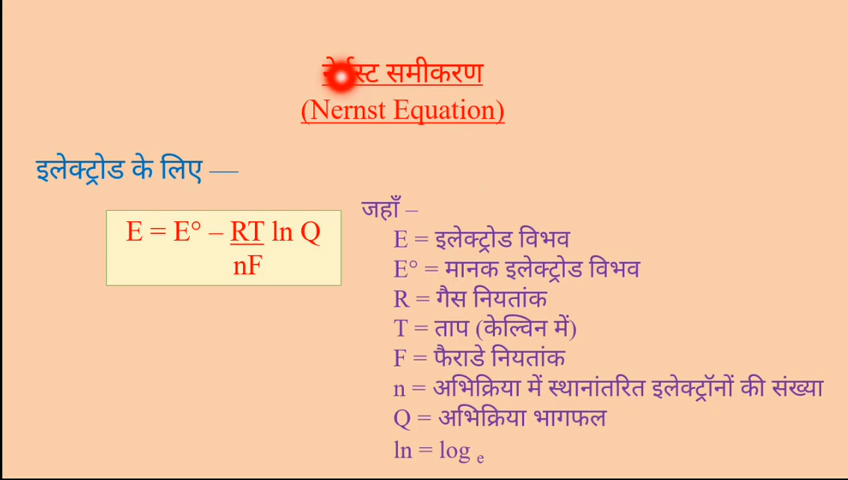 समीकरण
(Nernst Equation)
इलेक्ट्रोड के लिए —
E = E° – RT ln Q
nF
जहाँ –
E = इलेक्ट्रोड विभव
E° = मानक इलेक्ट्रोड विभव
R = गैस नियतांक
T = ताप (केल्विन में)
F = फैराडे नियतांक
n = अभिक्रिया में स्थानांतरित इलेक्ट्रॉनों की संख्या
Q = अभिक्रिया भागफल
ln = log e